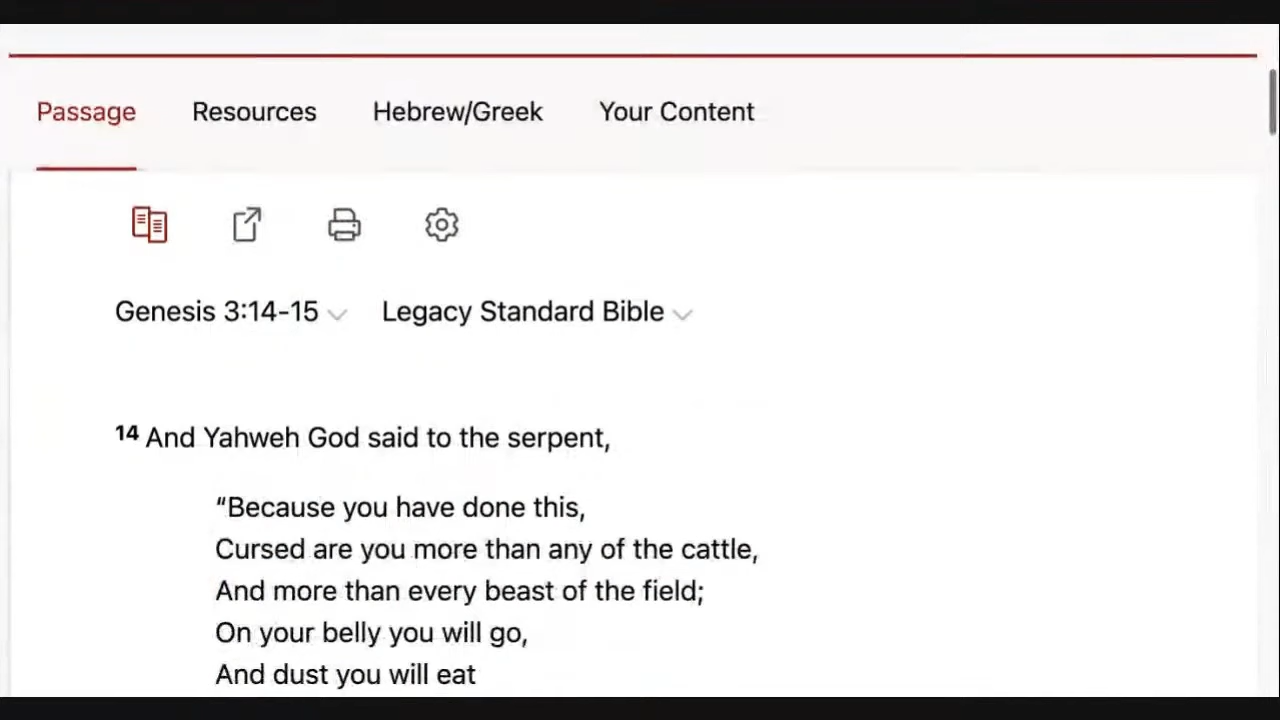 Passage Resources Hebrew/Greek Your Content
Genesis 3:14-15 Legacy Standard Bible
14 And Yahweh God said to the serpent,
“Because you have done this,
Cursed are you more than any of the cattle,
And more than every beast of the field;
On your belly you will go,
And dust you will eat